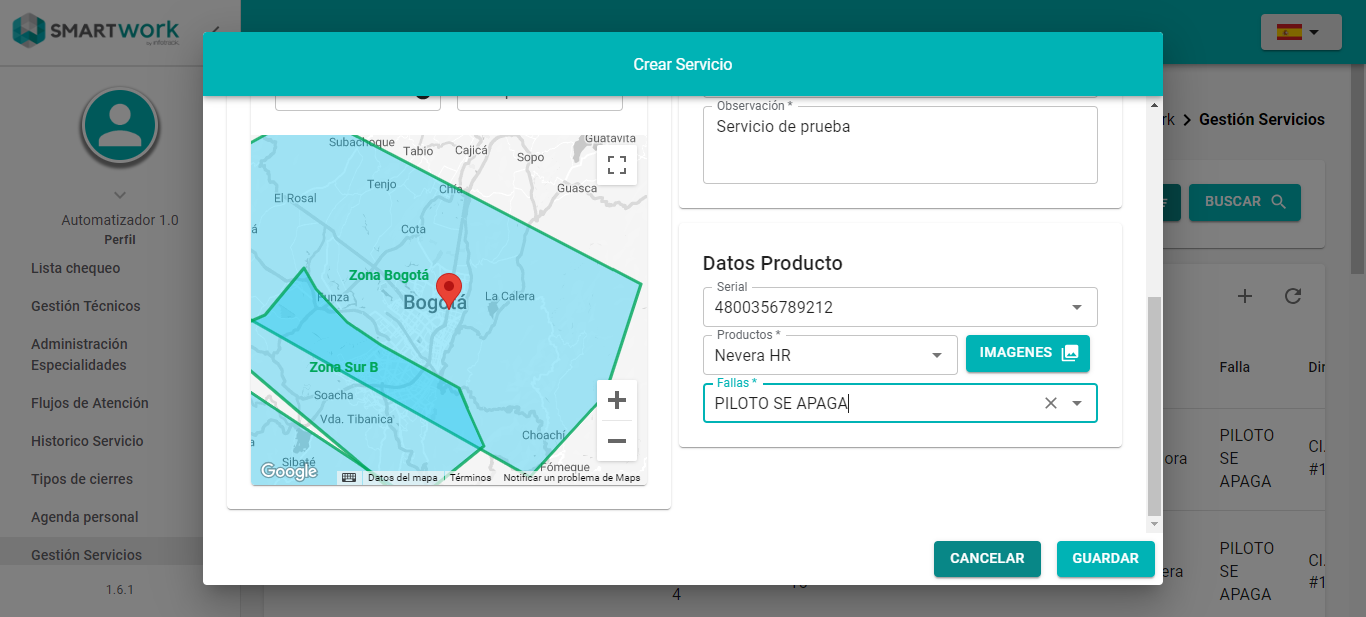 SMARTWORK
Crear Servicio
Automatizador 1.0
Perfil
Lista chequeo
Gestión Técnicos
Administración
Especialidades
Flujos de Atención
Historico Servicio
Tipos de cierres
Agenda personal
Gestión Servicios
1.6.1
Subachoque
Tabio
Cajicá
Sopo
Guatavita
Tenjo
Chía
Guasca
El Rosal
Cota
Zona Bogotá
Funza
Bogotá
La Calera
Zona Sur B
Soacha
Vda. Tibanica
Choachí
Sibaté
Fómeque
Google
Datos del mapa
Términos
Notificar un problema de Maps
Observación *
Servicio de prueba
Datos Producto
Serial
4800356789212
Productos *
Nevera HR
IMAGENES
Fallas *
PILOTO SE APAGA
CANCELAR
GUARDAR
rk > Gestión Servicios
BUSCAR
Falla
Dir
PILOTO
SE
APAGA
ora
Cl.
#1
PILOTO
SE
APAGA
era
Cl.
#1
4